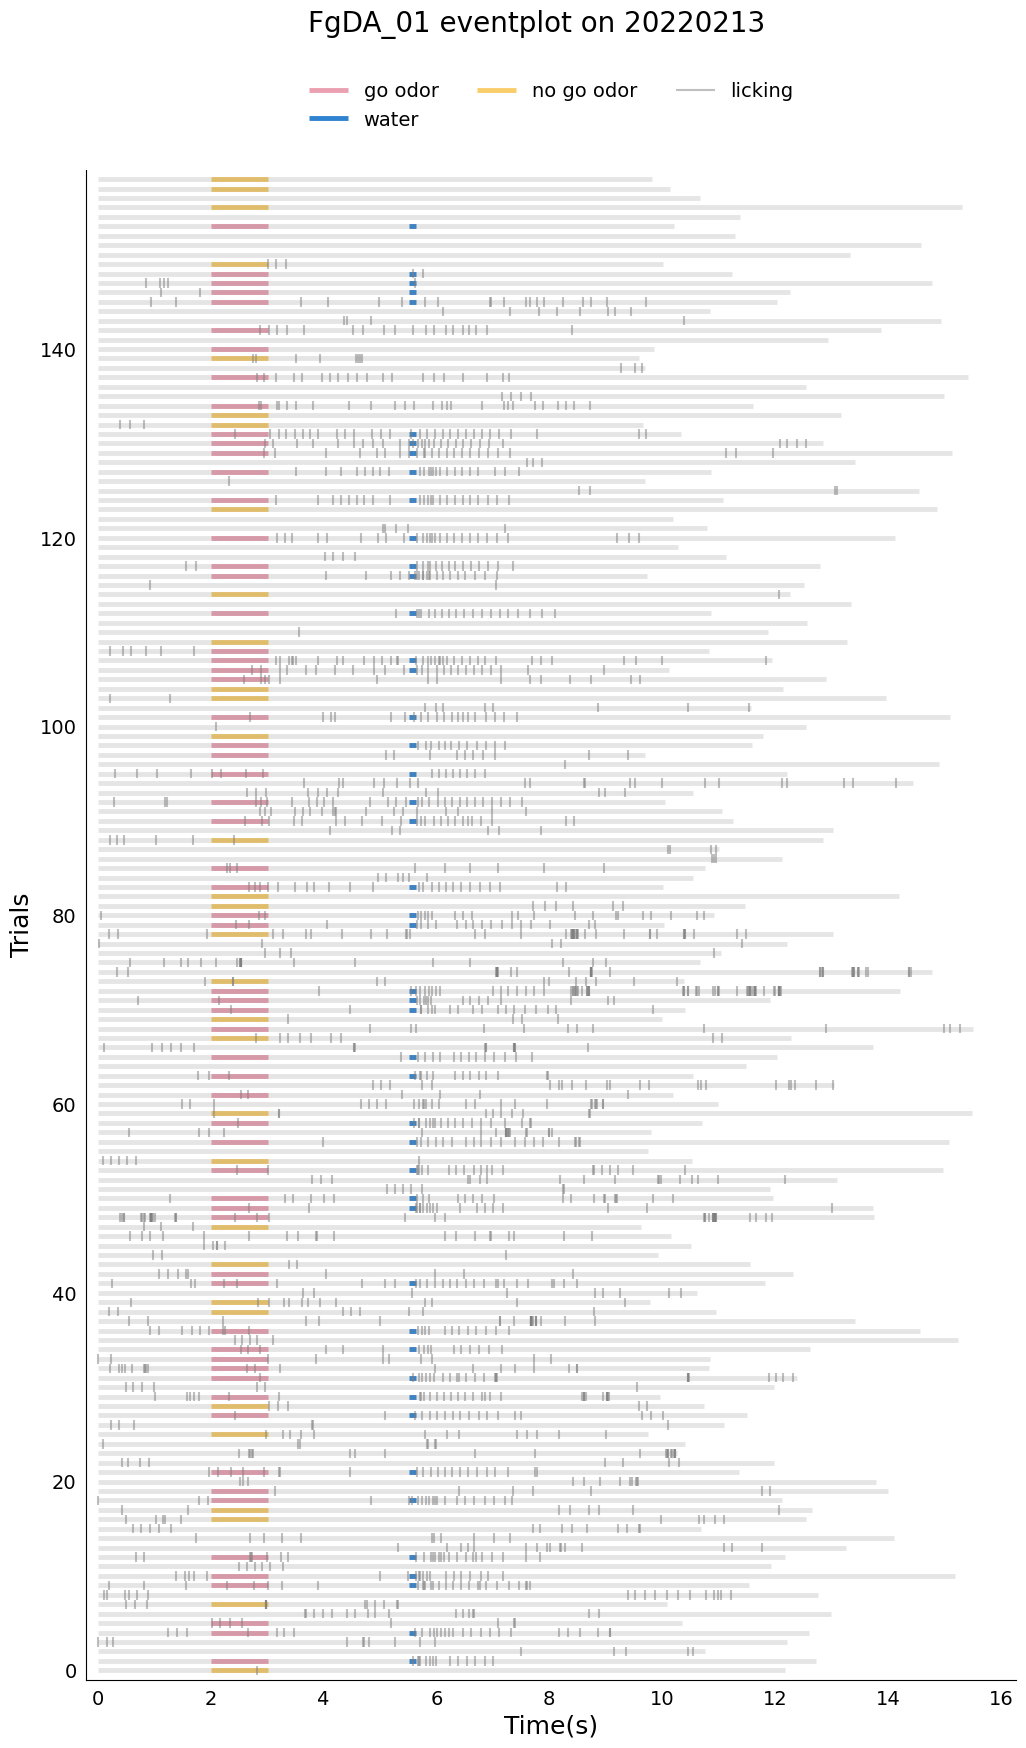 FgDA_01 eventplot on 20220213
go odor
no go odor
licking
water
Trials
140
120
100
80
60
40
20
0
0 2 4 6 8 10 12 14 16
Time(s)